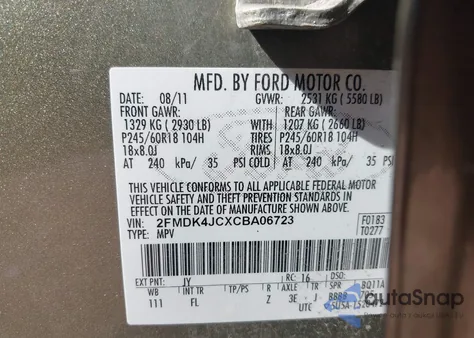 MFD. BY FORD MOTOR CO.
DATE: 08/11 GVWR: 2531 KG ( 5580 LB)
FRONT GAWR: REAR GAWR:
1329 KG ( 2930 LB) WITH 1207 KG ( 2660 LB)
P245/60R18 104H TIRES P245/60R18 104H
18x8.0J RIMS 18x8.0J
AT 240 kPa/ 35 PSI COLD AT 240 kPa/ 35 PSI
THIS VEHICLE CONFORMS TO ALL APPLICABLE FEDERAL MOTOR
VEHICLE SAFETY AND THEFT PREVENTION STANDARDS IN
EFFECT ON THE DATE OF MANUFACTURE SHOWN ABOVE.
VIN: 2FMDK4JCXCBA06723 F0183
TYPE: MPV T0277
EXT PNT: JY RC: 16 DSO:
WB INT TR TP/PS R AXLE TR SPR BQ11A
111 FL Z 3E J BBBB
UTC
autoSnap